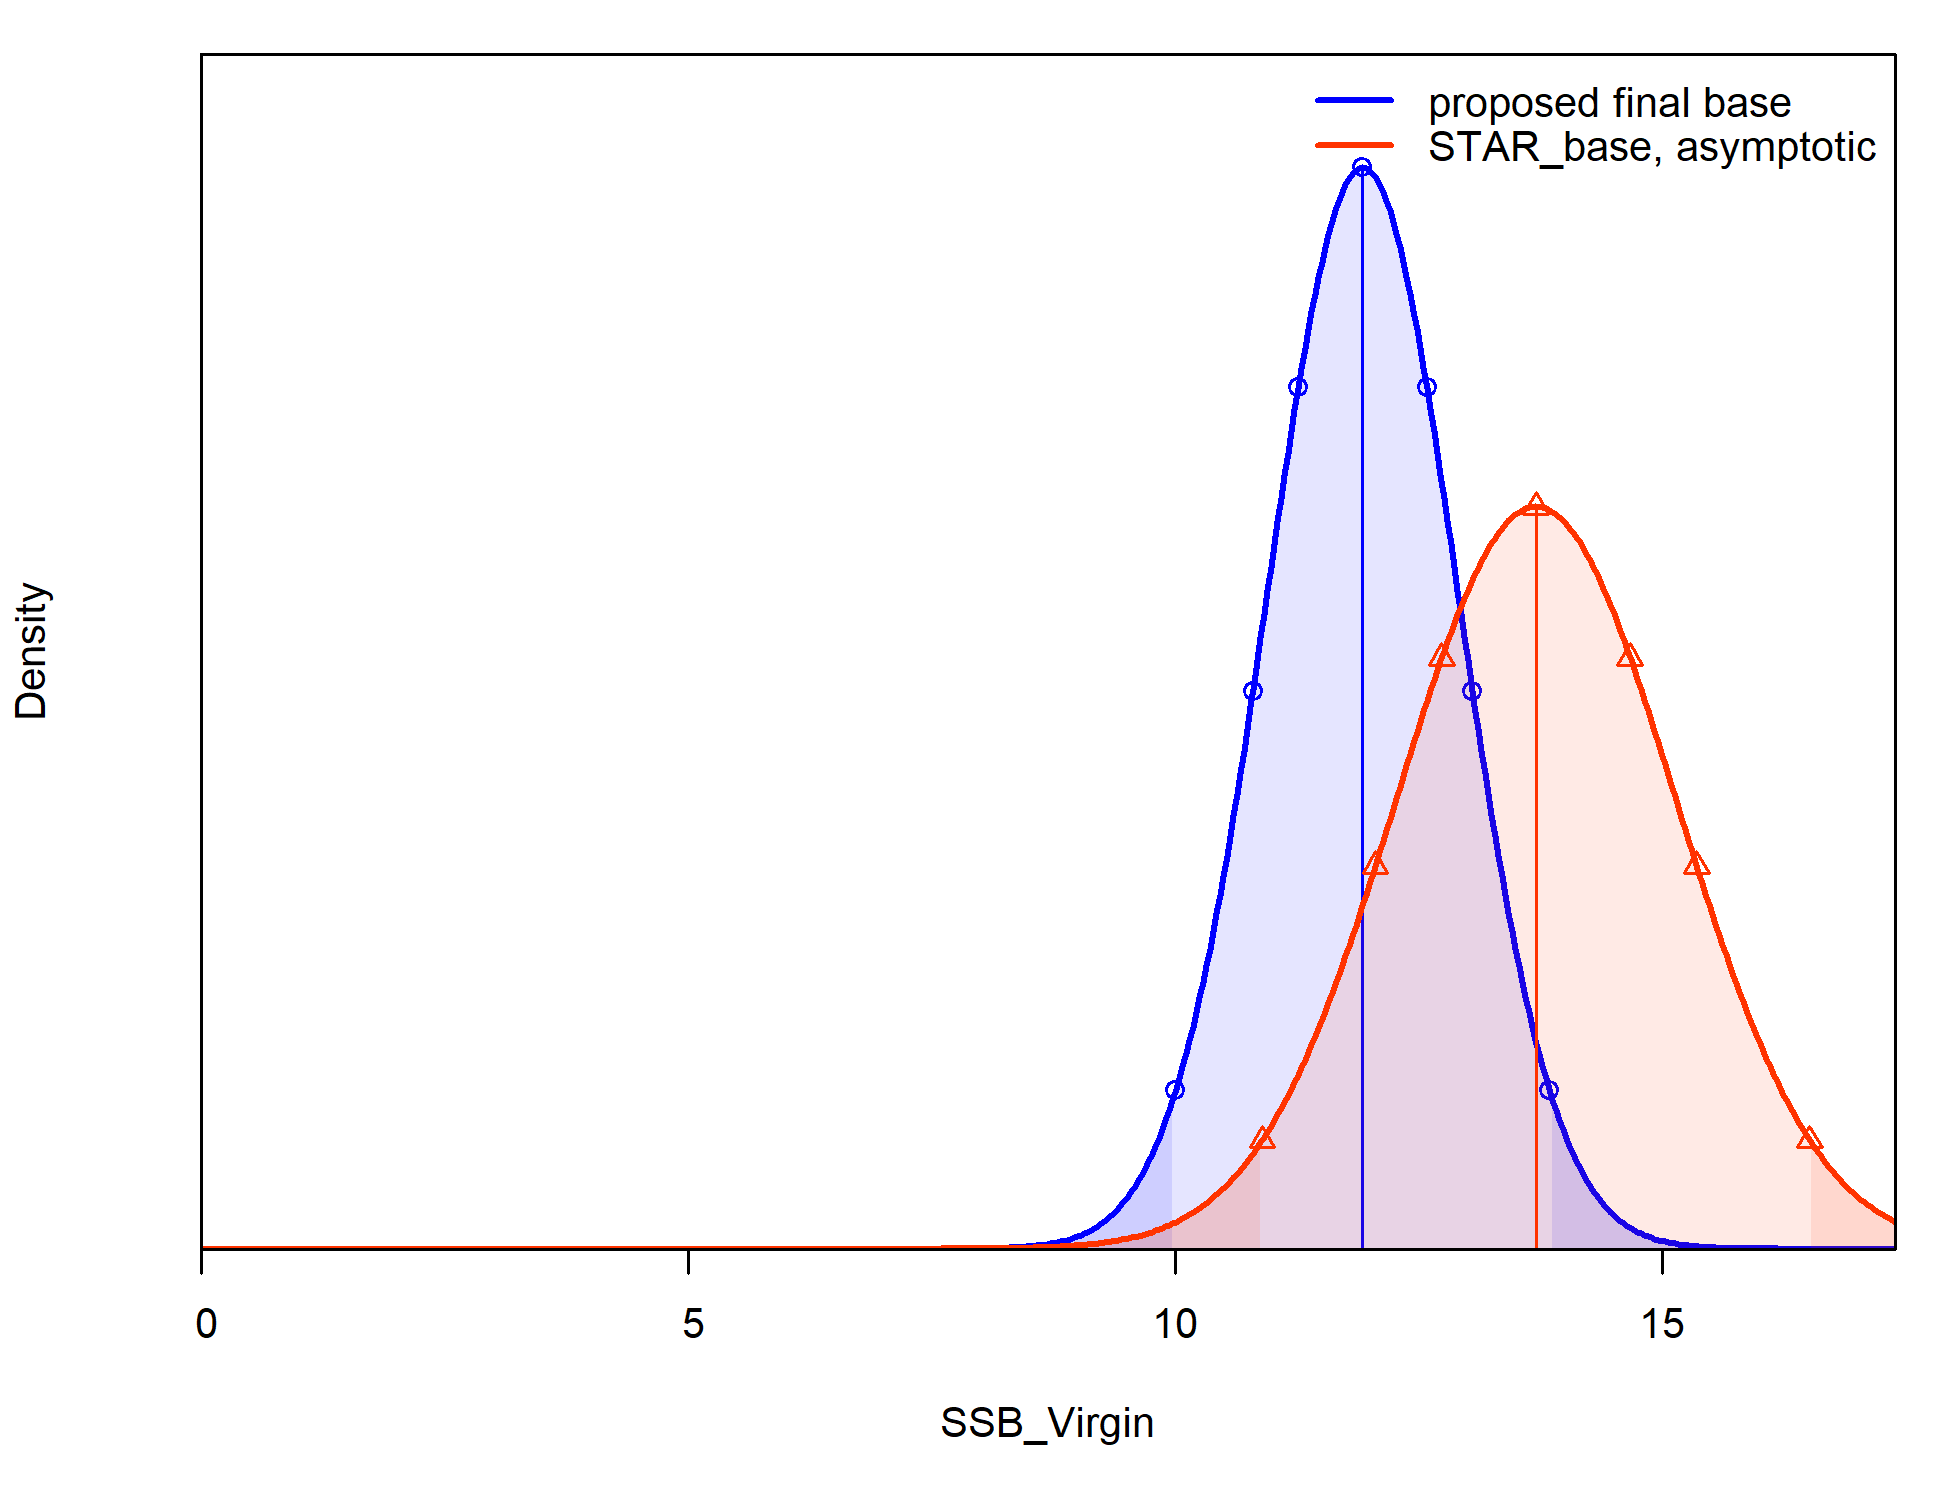 proposed final base
STAR_base, asymptotic
Density
0 5 10 15
SSB_Virgin